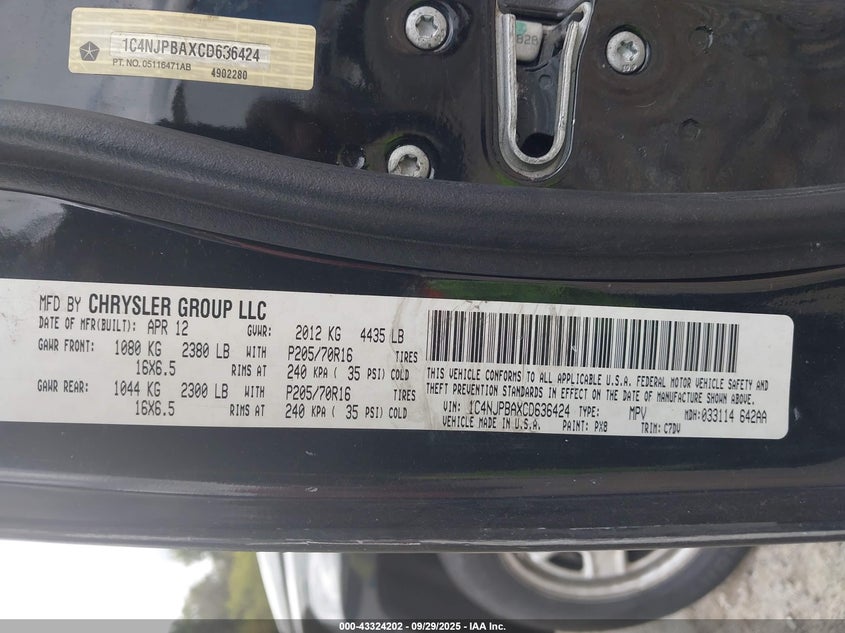 1C4NJPBAXCD636424
PT. NO. 05116471AB
4902280
B2B
MFD BY CHRYSLER GROUP LLC
DATE OF MFR(BUILT): APR 12 GVWR: 2012 KG 4435 LB
GAWR FRONT: 1080 KG 2380 LB WITH P205/70R16 TIRES
16X6.5 RIMS AT 240 KPA ( 35 PSI) COLD
GAWR REAR: 1044 KG 2300 LB WITH P205/70R16 TIRES
16X6.5 RIMS AT 240 KPA ( 35 PSI) COLD
THIS VEHICLE CONFORMS TO ALL APPLICABLE U.S.A. FEDERAL MOTOR VEHICLE SAFETY AND
THEFT PREVENTION STANDARDS IN EFFECT ON THE DATE OF MANUFACTURE SHOWN ABOVE.
VIN: 1C4NJPBAXCD636424 TYPE: MPV MDH: 033114 642AA
VEHICLE MADE IN U.S.A. PAINT: PX8 TRIM: C7DV
000-43324202 - 09/29/2025 - IAA Inc.